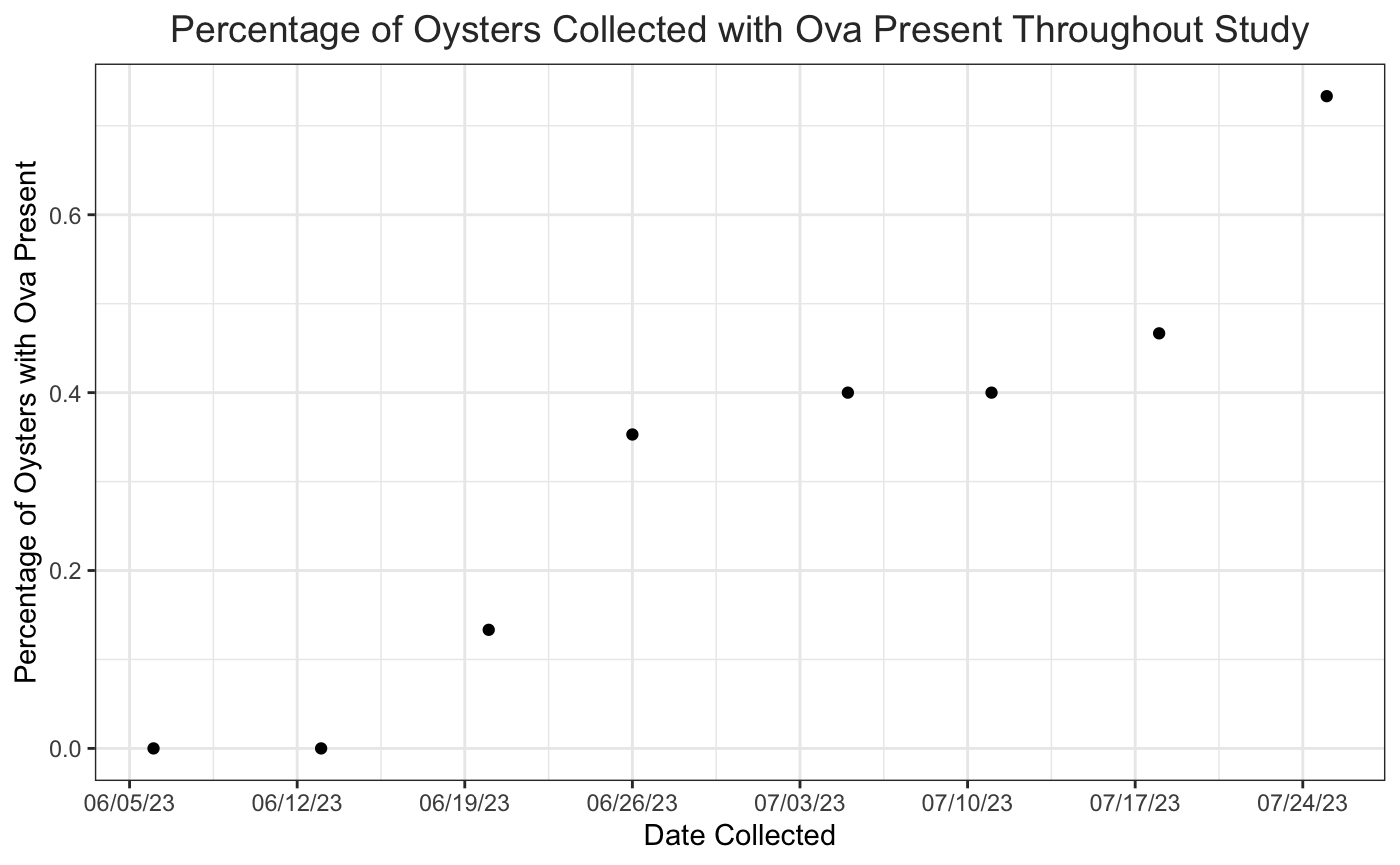 Percentage of Oysters Collected with Ova Present Throughout Study
Percentage of Oysters with Ova Present
0.6
0.4
0.2
0.0
06/05/23 06/12/23 06/19/23 06/26/23 07/03/23 07/10/23 07/17/23 07/24/23
Date Collected